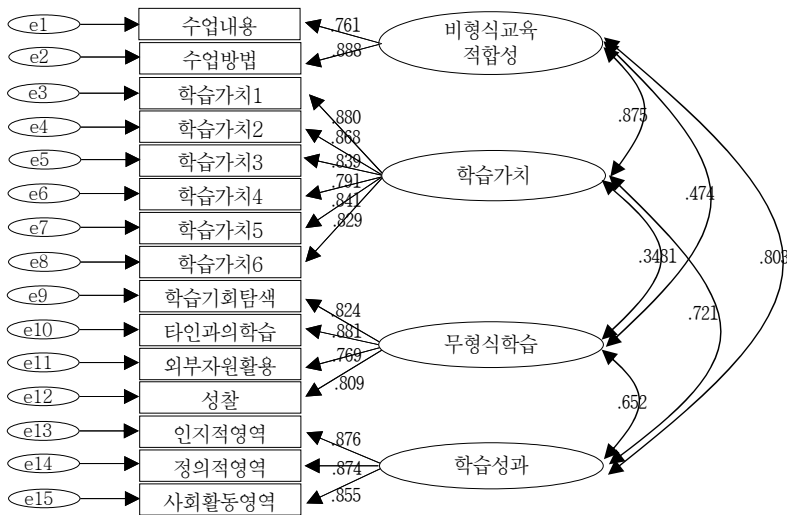 e1 수업내용 .761 비형식교육
e2 수업방법 .888 적합성
e3 학습가치1 .880
e4 학습가치2 .868 .875
e5 학습가치3 .839
e6 학습가치4 .791 학습가치 .474
e7 학습가치5 .841
e8 학습가치6 .829 .3481 .803
e9 학습기회탐색 .824 .721
e10 타인과의학습 .881 무형식학습
e11 외부자원활용 .769
e12 성찰 .809 .652
e13 인지적영역 .876
e14 정의적영역 .874 학습성과
e15 사회활동영역 .855